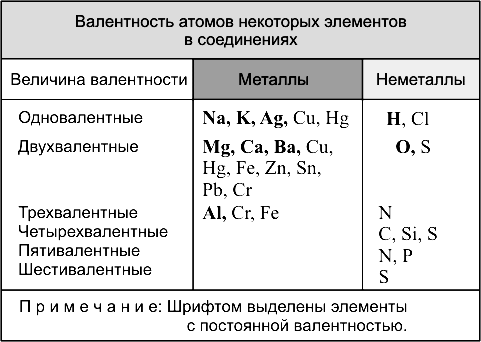 Валентность атомов некоторых элементов
в соединениях
Величина валентности Металлы Неметаллы
Одновалентные Na, K, Ag, Cu, Hg H, Cl
Двухвалентные Mg, Ca, Ba, Cu, O, S
Hg, Fe, Zn, Sn,
Pb, Cr
Трехвалентные Al, Cr, Fe N
Четырехвалентные C, Si, S
Пятивалентные N, P
Шестивалентные S
П р и м е ч а н и е: Шрифтом выделены элементы
с постоянной валентностью.